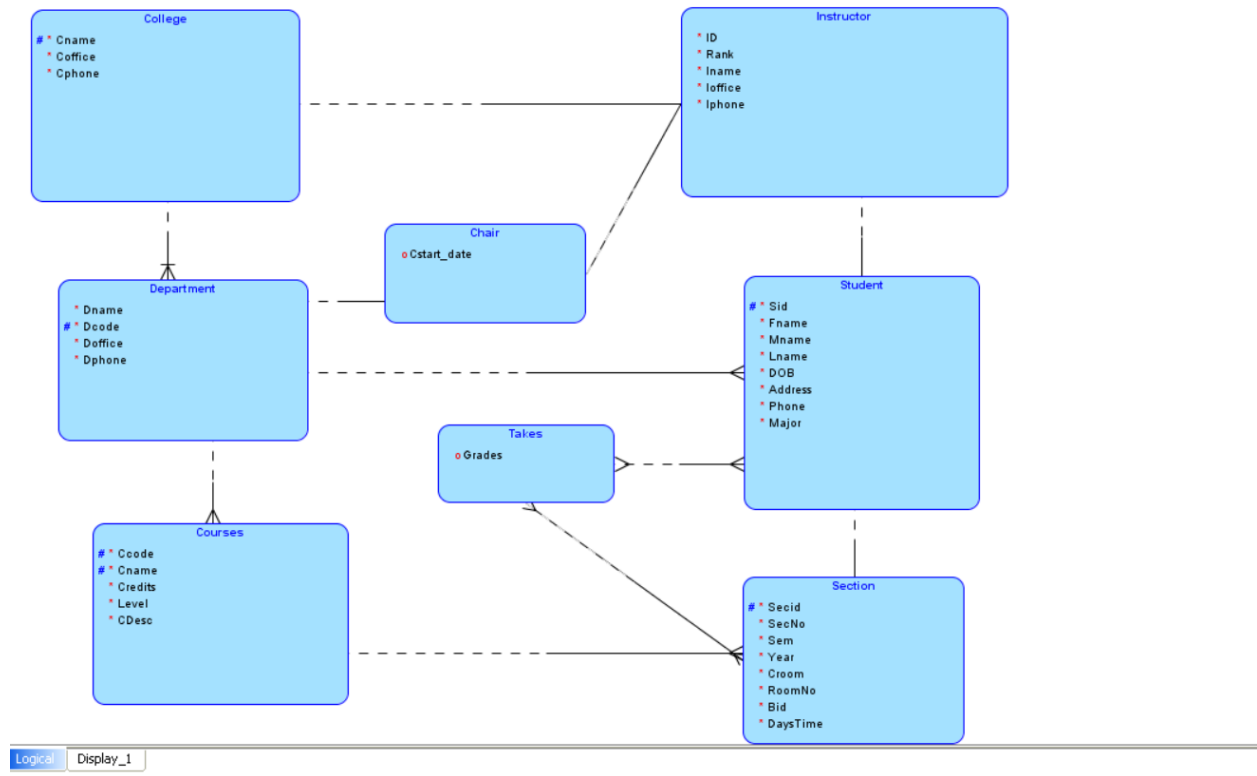 College
# * Cname
* Coffice
* Cphone
Instructor
* ID
* Rank
* Iname
* Ioffice
* Iphone
Chair
o Cstart_date
Department
* Dname
# * Dcode
* Doffice
* Dphone
Student
# * Sid
* Fname
* Mname
* Lname
* DOB
* Address
* Phone
* Major
Takes
o Grades
Courses
# * Ccode
# * Cname
* Credits
* Level
* CDesc
Section
# * Secid
* SecNo
* Sem
* Year
* Croom
* RoomNo
* Bid
* DaysTime
Logical
Display_1